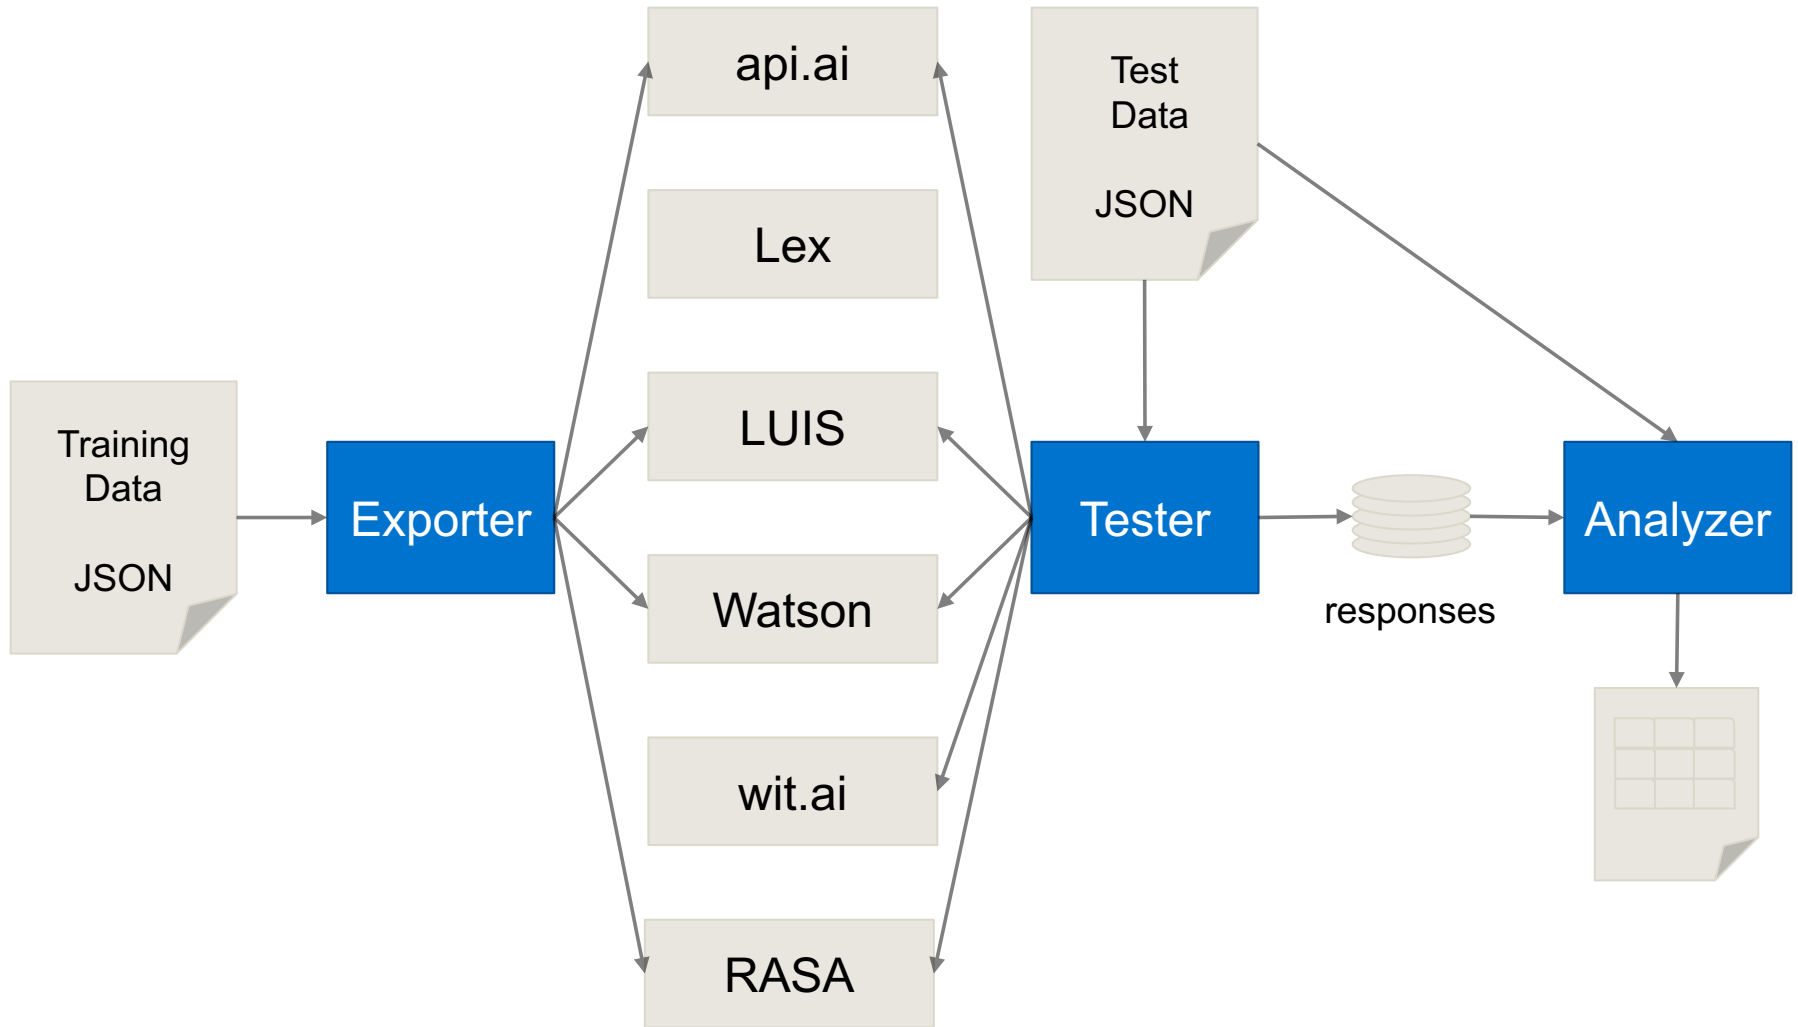 Training
Data
JSON
Exporter
api.ai
Lex
LUIS
Watson
wit.ai
RASA
Test
Data
JSON
Tester
responses
Analyzer